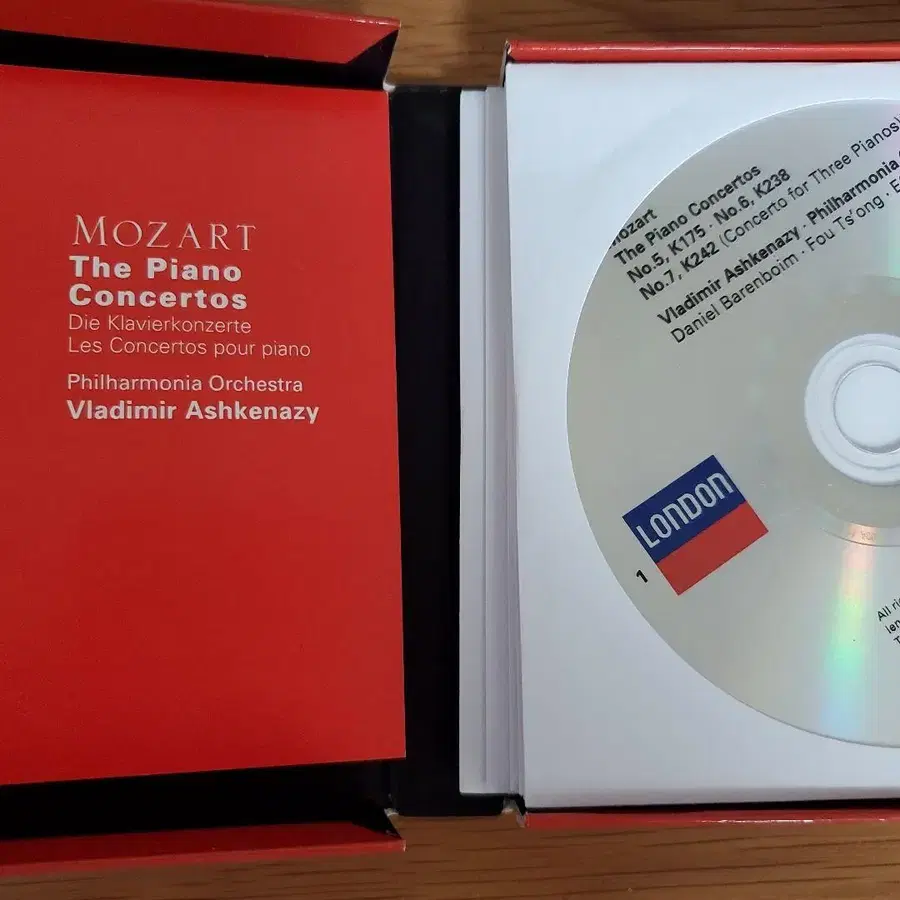 MOZART
The Piano
Concertos
Die Klavierkonzerte
Les Concertos pour piano
Philharmonia Orchestra
Vladimir Ashkenazy
The Piano Concertos
No.5, K175 · No.6, K238
No.7, K242 (Concerto for Three Pianos)
Vladimir Ashkenazy · Philharmonia
Daniel Barenboim · Fou Ts'ong ·
LONDON
1
All